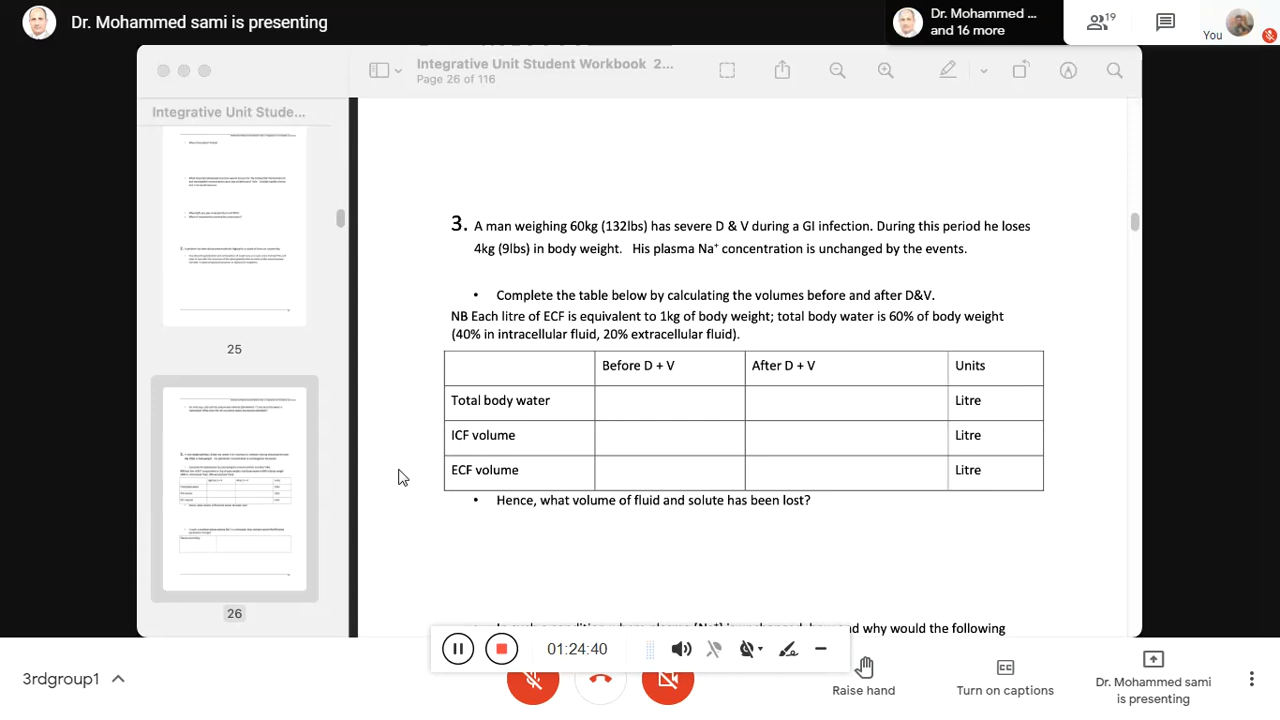 Dr. Mohammed sami is presenting
Dr. Mohammed ...
and 16 more
19
You
Integrative Unit Student Workbook 2...
Page 26 of 116
Integrative Unit Stude...
25
26
3. A man weighing 60kg (132lbs) has severe D & V during a GI infection. During this period he loses
4kg (9lbs) in body weight. His plasma Na⁺ concentration is unchanged by the events.
• Complete the table below by calculating the volumes before and after D&V.
NB Each litre of ECF is equivalent to 1kg of body weight; total body water is 60% of body weight
(40% in intracellular fluid, 20% extracellular fluid).
Before D + V After D + V Units
Total body water Litre
ICF volume Litre
ECF volume Litre
• Hence, what volume of fluid and solute has been lost?
and why would the following
01:24:40
3rdgroup1
Raise hand
Turn on captions
Dr. Mohammed sami
is presenting